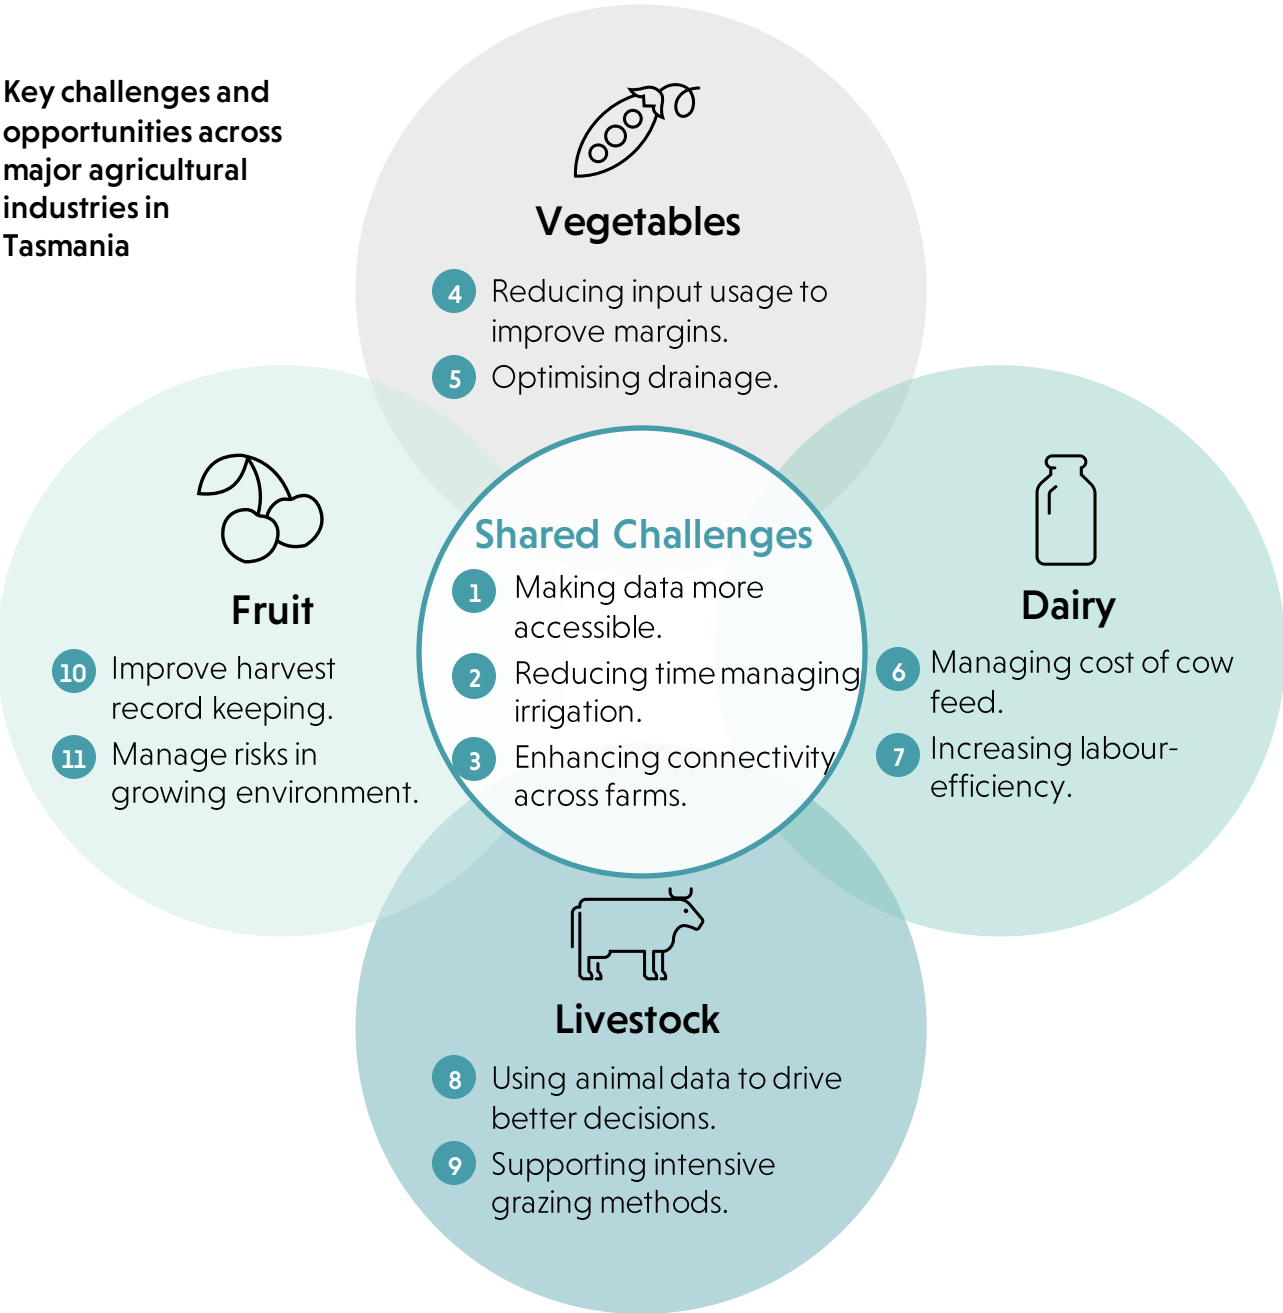 Key challenges and
opportunities across
major agricultural
industries in
Tasmania
Vegetables
4 Reducing input usage to
improve margins.
5 Optimising drainage.
Shared Challenges
1 Making data more
accessible.
2 Reducing time managing
irrigation.
3 Enhancing connectivity
across farms.
Fruit
10 Improve harvest
record keeping.
11 Manage risks in
growing environment.
Dairy
6 Managing cost of cow
feed.
7 Increasing labour-
efficiency.
Livestock
8 Using animal data to drive
better decisions.
9 Supporting intensive
grazing methods.